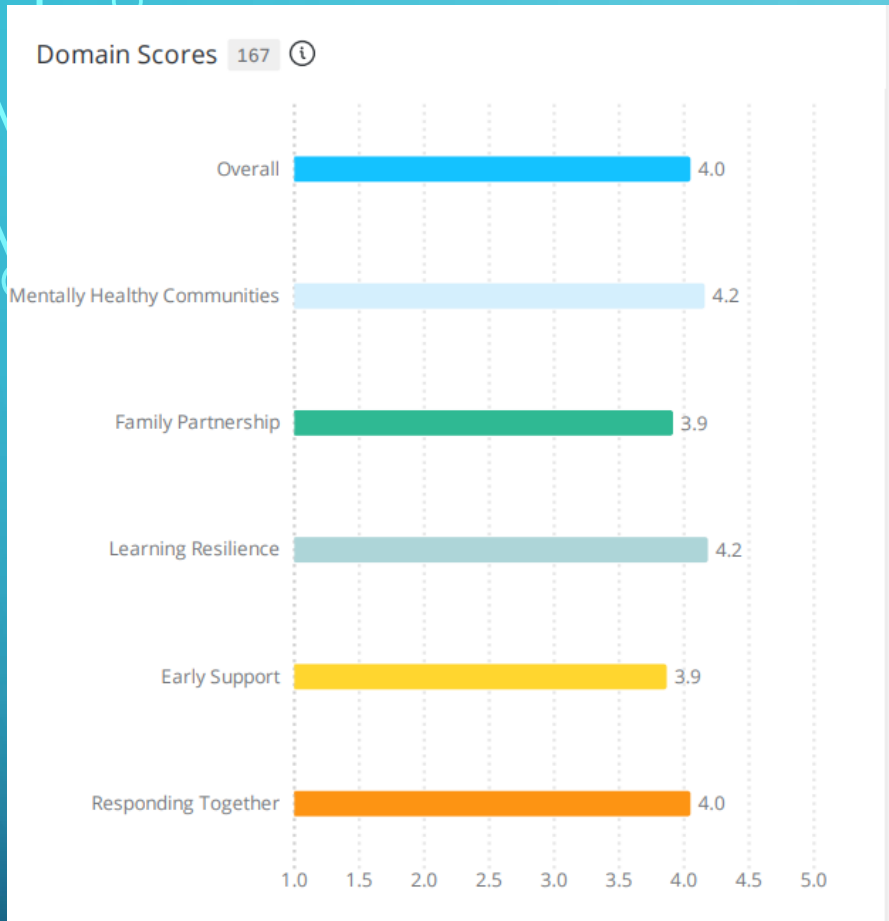 Domain Scores 167
Overall 4.0
Mentally Healthy Communities 4.2
Family Partnership 3.9
Learning Resilience 4.2
Early Support 3.9
Responding Together 4.0
1.0 1.5 2.0 2.5 3.0 3.5 4.0 4.5 5.0